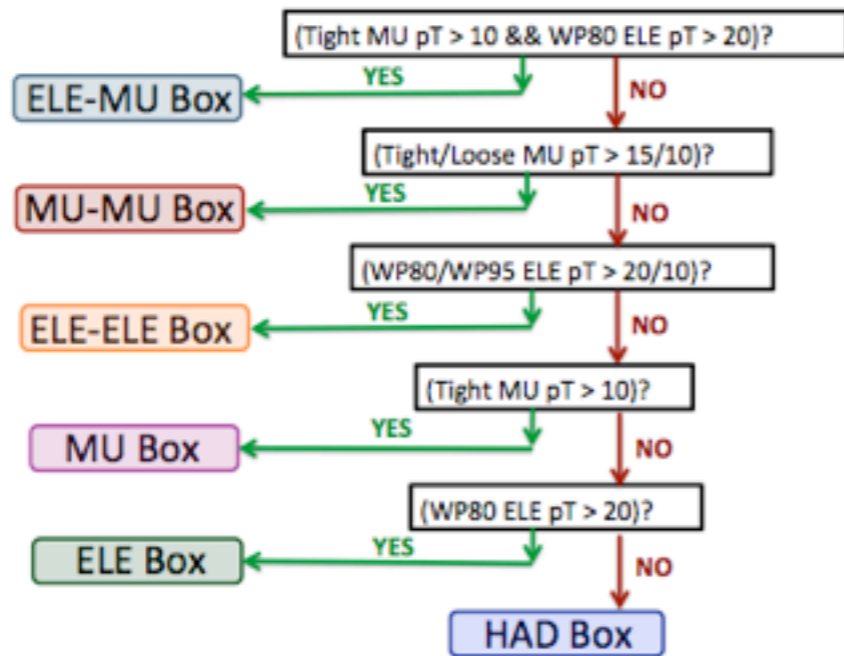 (Tight MU pT > 10 && WP80 ELE pT > 20)?
YES
NO
ELE-MU Box
(Tight/Loose MU pT > 15/10)?
YES
NO
MU-MU Box
(WP80/WP95 ELE pT > 20/10)?
YES
NO
ELE-ELE Box
(Tight MU pT > 10)?
YES
NO
MU Box
(WP80 ELE pT > 20)?
YES
NO
ELE Box
HAD Box